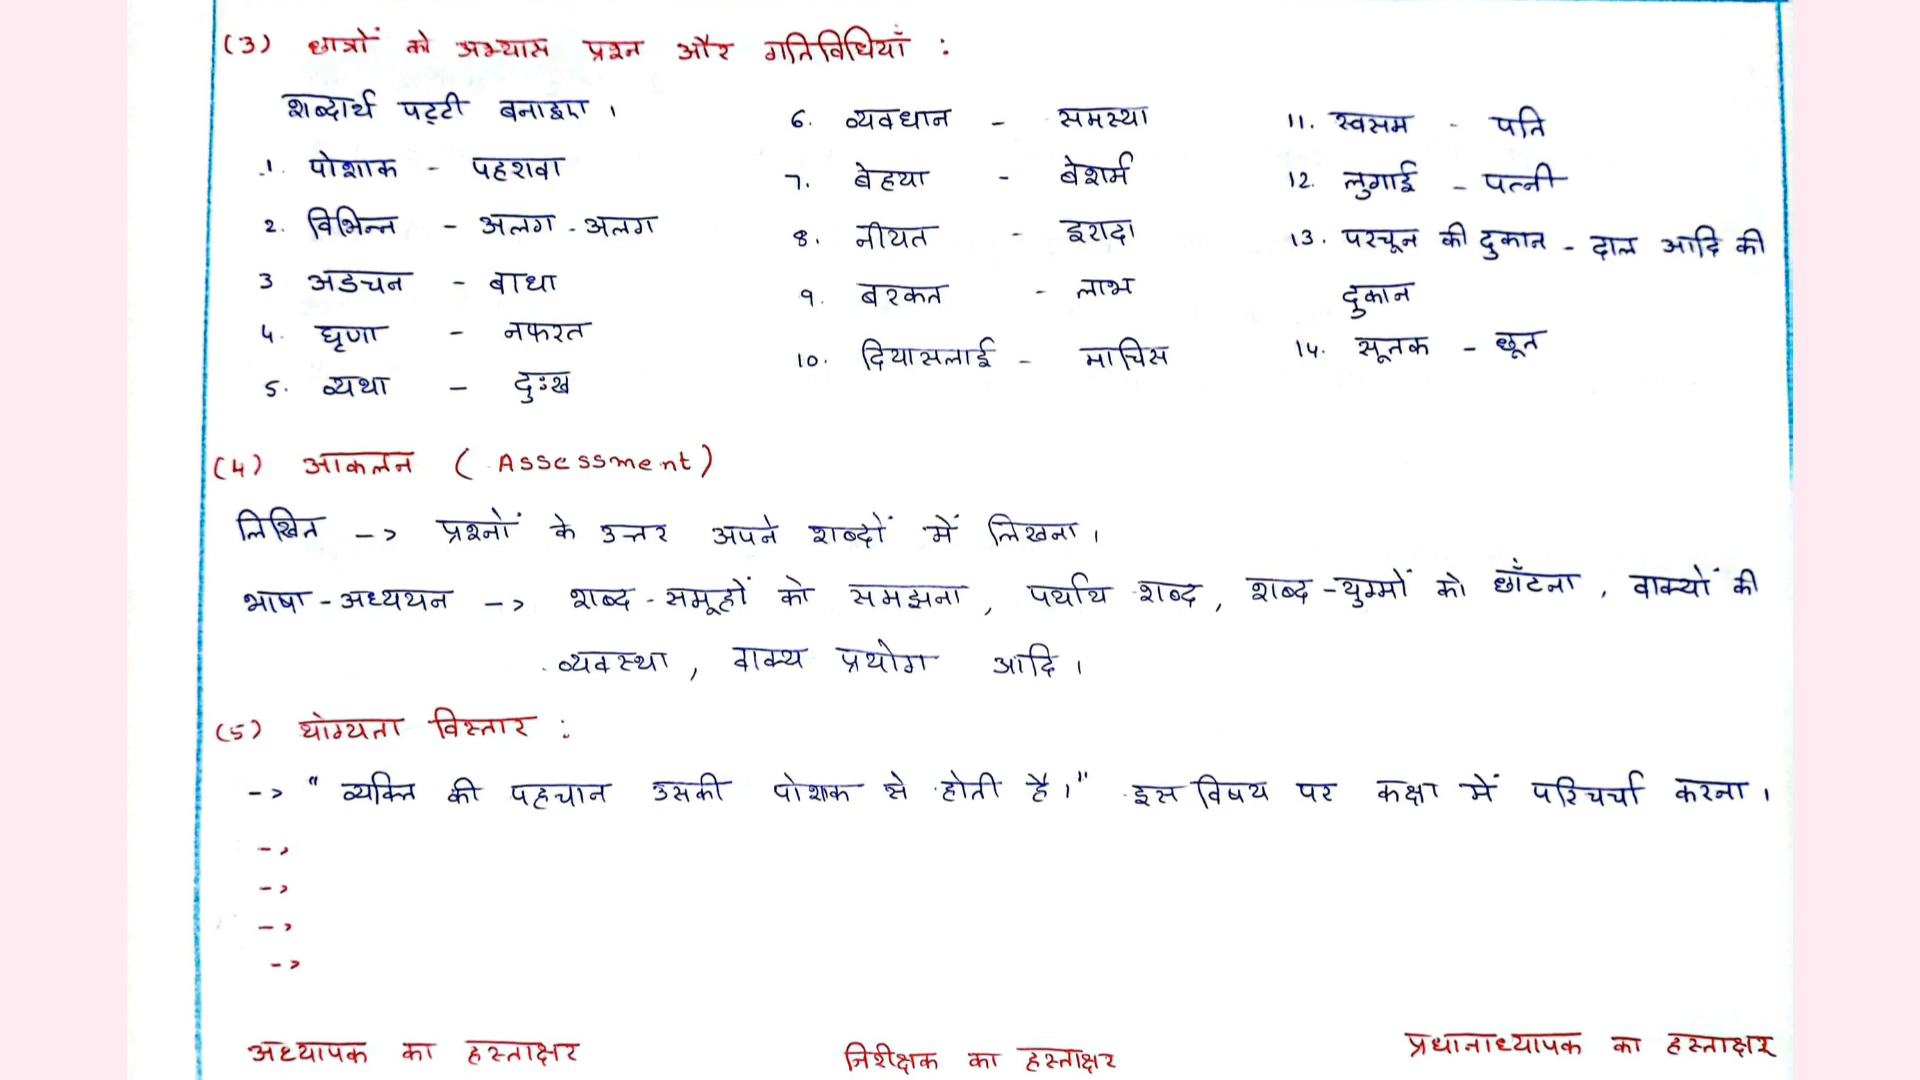 (3) छात्रों को अभ्यास प्रश्न और गतिविधियाँ :
शब्दार्थ पट्टी बनाइए ।
1. पोशाक - पहरावा
2. विभिन्न - अलग - अलग
3 अडचन - बाधा
4. घृणा - नफरत
5. व्यथा - दुःख
6. व्यवधान - समस्या
7. बेहया - बेशर्म
8. नीयत - इरादा
9. बरकत - लाभ
10. दियासलाई - माचिस
11. खसम - पति
12. लुगाई - पत्नी
13. परचून की दुकान - दाल आदि की
दुकान
14. सूतक - छूत
(4) आकलन ( Assessment)
लिखित -> प्रश्नों के उत्तर अपने शब्दों में लिखना ।
भाषा - अध्ययन -> शब्द - समूहों को समझना , पर्याय शब्द , शब्द - युग्मों को छाँटना , वाक्यों की
व्यवस्था , वाक्य प्रयोग आदि ।
(5) योग्यता विस्तार :
-> " व्यक्ति की पहचान उसकी पोशाक से होती है।" इस विषय पर कक्षा में परिचर्चा करना ।
->
->
->
->
अध्यापक का हस्ताक्षर निरीक्षक का हस्ताक्षर प्रधानाध्यापक का हस्ताक्षर